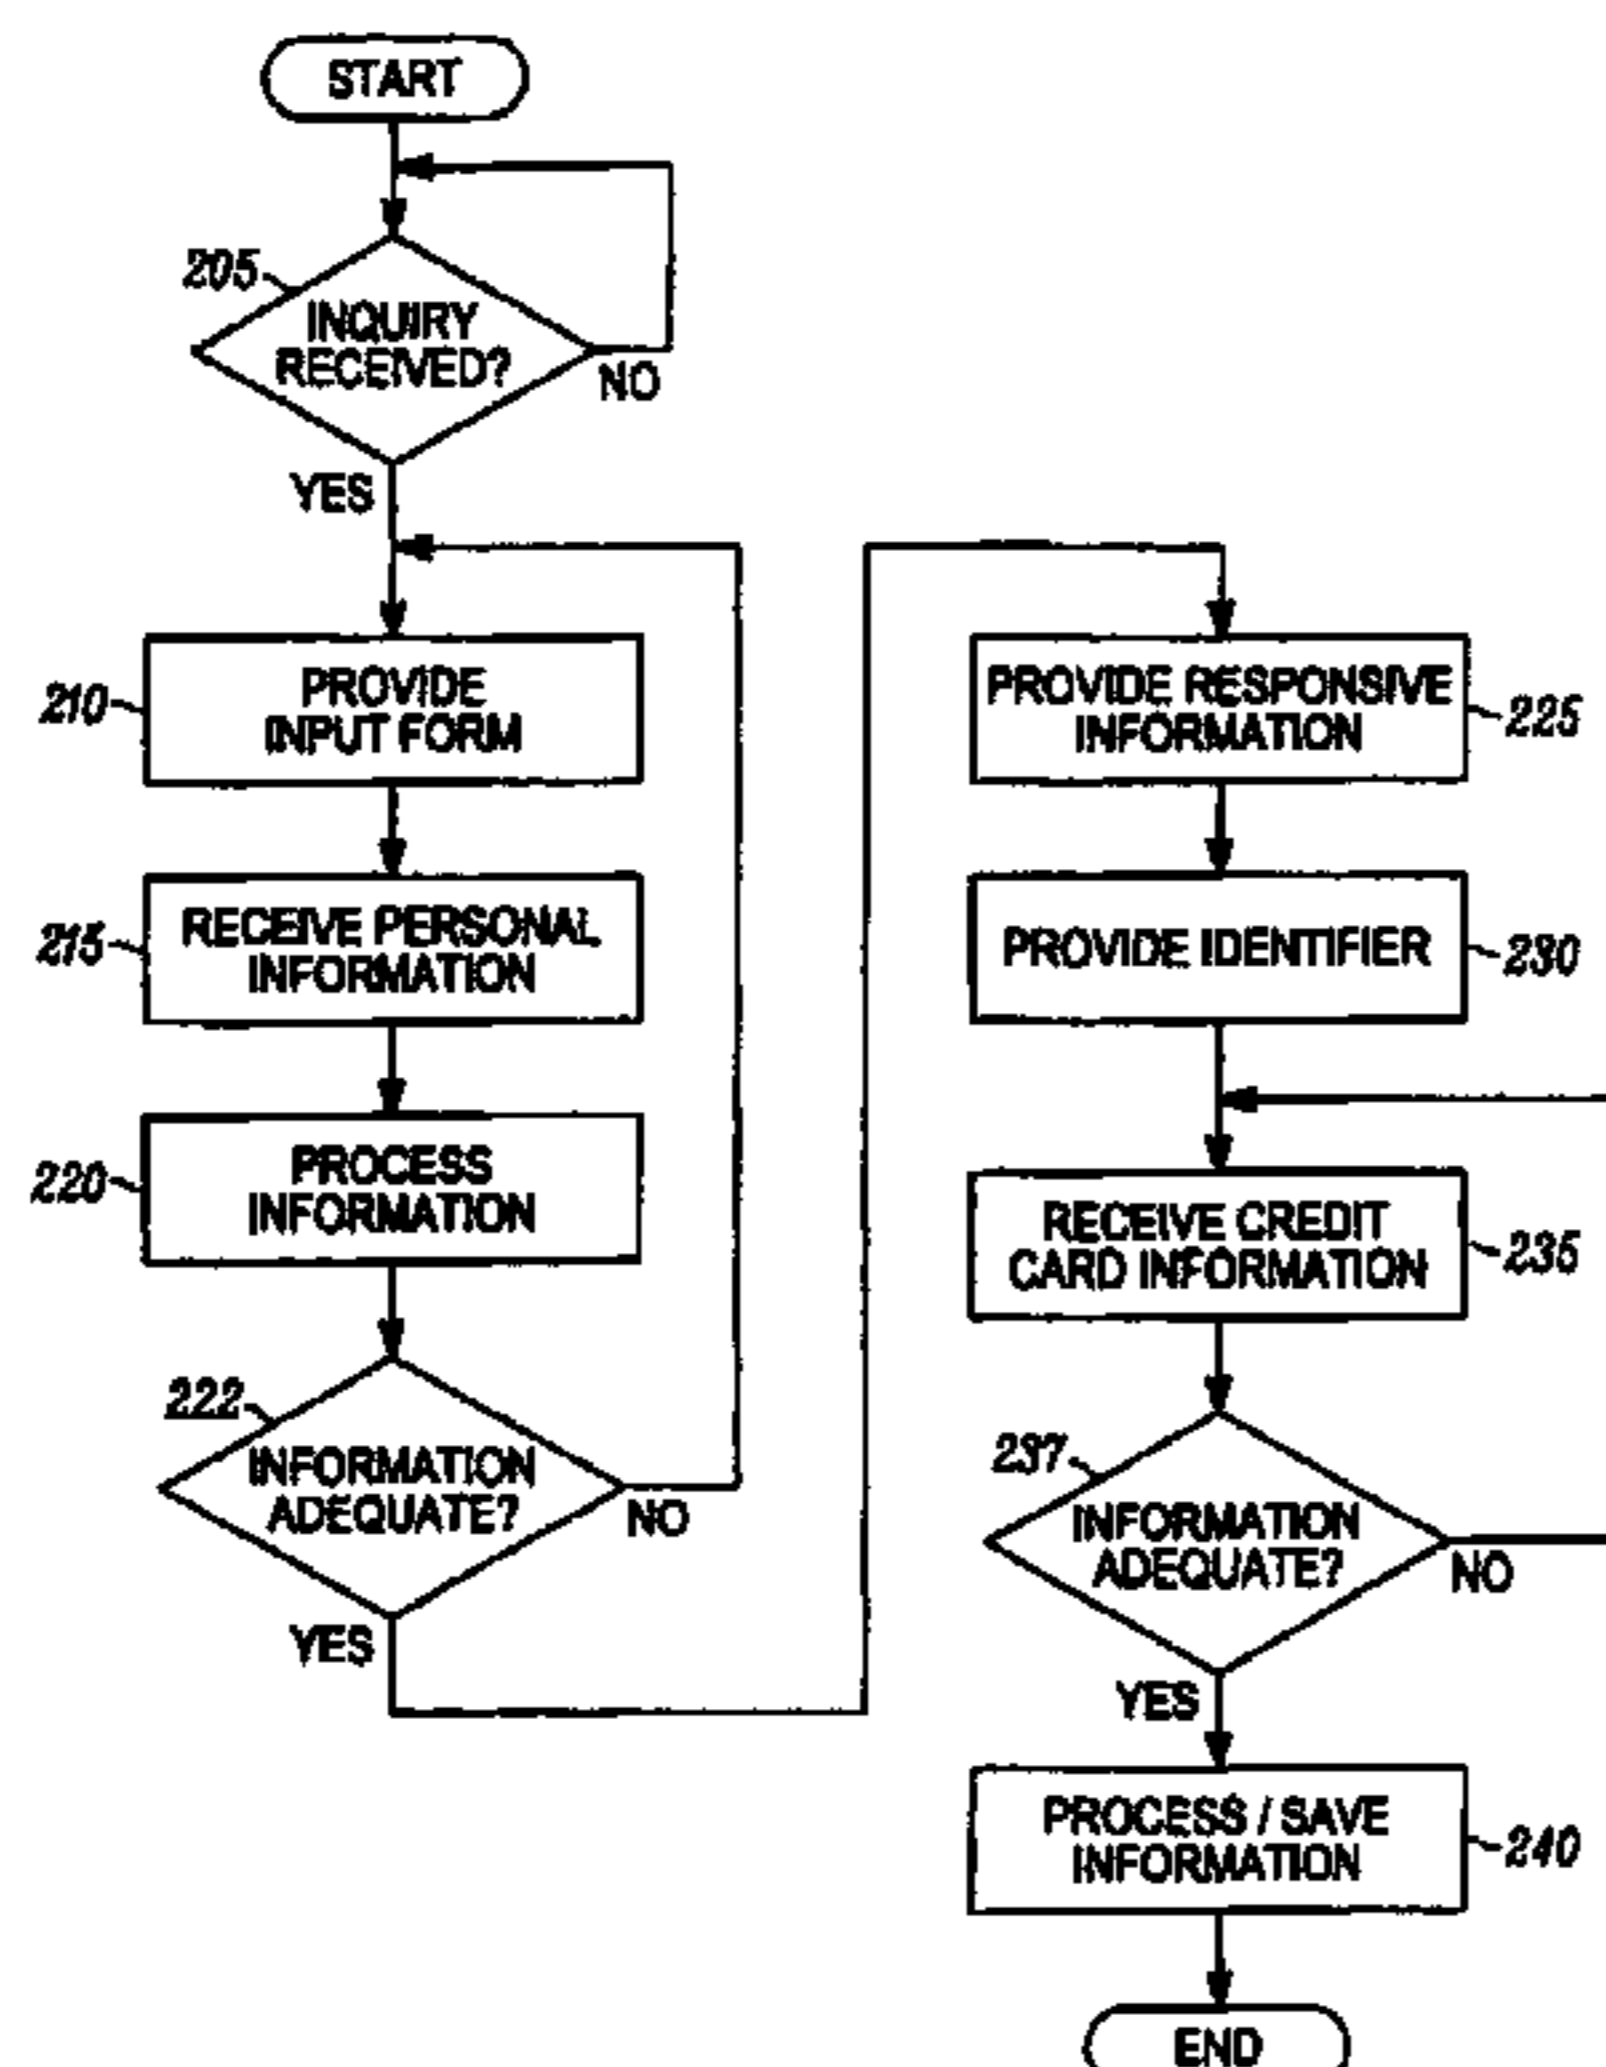 START
205
INQUIRY
RECEIVED?
NO
YES
210
PROVIDE
INPUT FORM
215
RECEIVE PERSONAL
INFORMATION
220
PROCESS
INFORMATION
222
INFORMATION
ADEQUATE?
NO
YES
PROVIDE RESPONSIVE
INFORMATION
225
PROVIDE IDENTIFIER
230
RECEIVE CREDIT
CARD INFORMATION
235
237
INFORMATION
ADEQUATE?
NO
YES
PROCESS / SAVE
INFORMATION
240
END